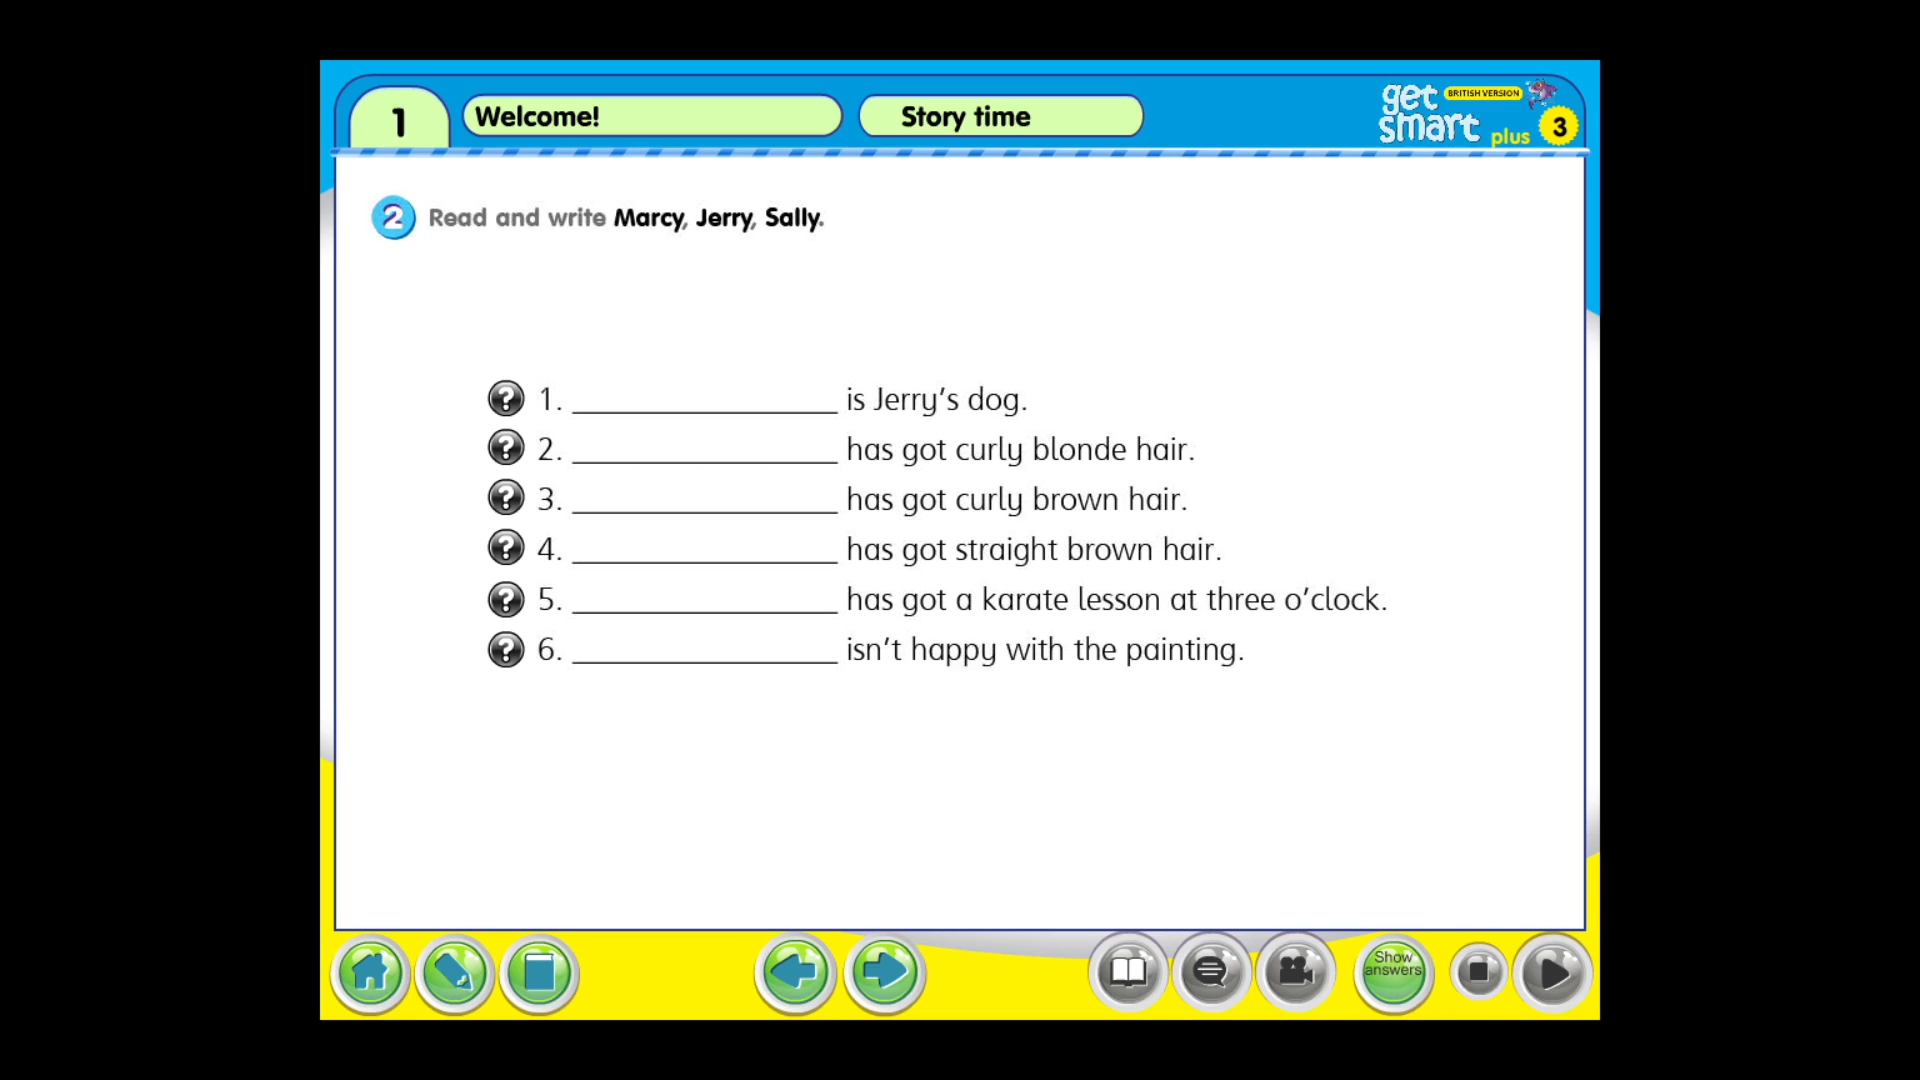 1
Welcome!
Story time
get smart plus 3
BRITISH VERSION
2 Read and write Marcy, Jerry, Sally.
1. ________________ is Jerry's dog.
2. ________________ has got curly blonde hair.
3. ________________ has got curly brown hair.
4. ________________ has got straight brown hair.
5. ________________ has got a karate lesson at three o'clock.
6. ________________ isn't happy with the painting.
Show
answers